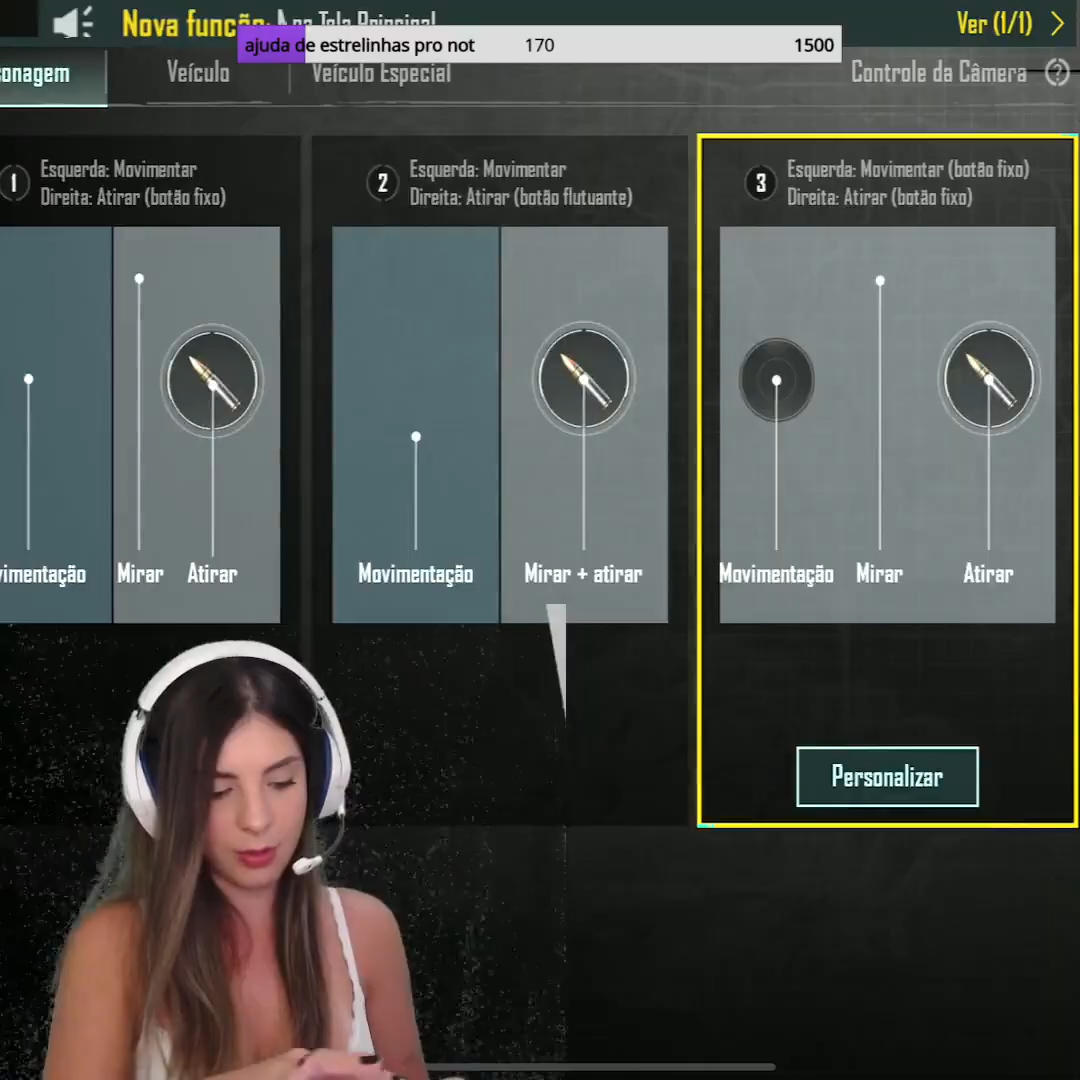 Nova função:
Ver (1/1)
ajuda de estrelinhas pro not 170 1500
onagem
Veículo
Veículo Especial
Controle da Câmera
1
Esquerda: Movimentar
Direita: Atirar (botão fixo)
2
Esquerda: Movimentar
Direita: Atirar (botão flutuante)
3
Esquerda: Movimentar (botão fixo)
Direita: Atirar (botão fixo)
vimentação
Mirar
Atirar
Movimentação
Mirar + atirar
Movimentação
Mirar
Atirar
Personalizar